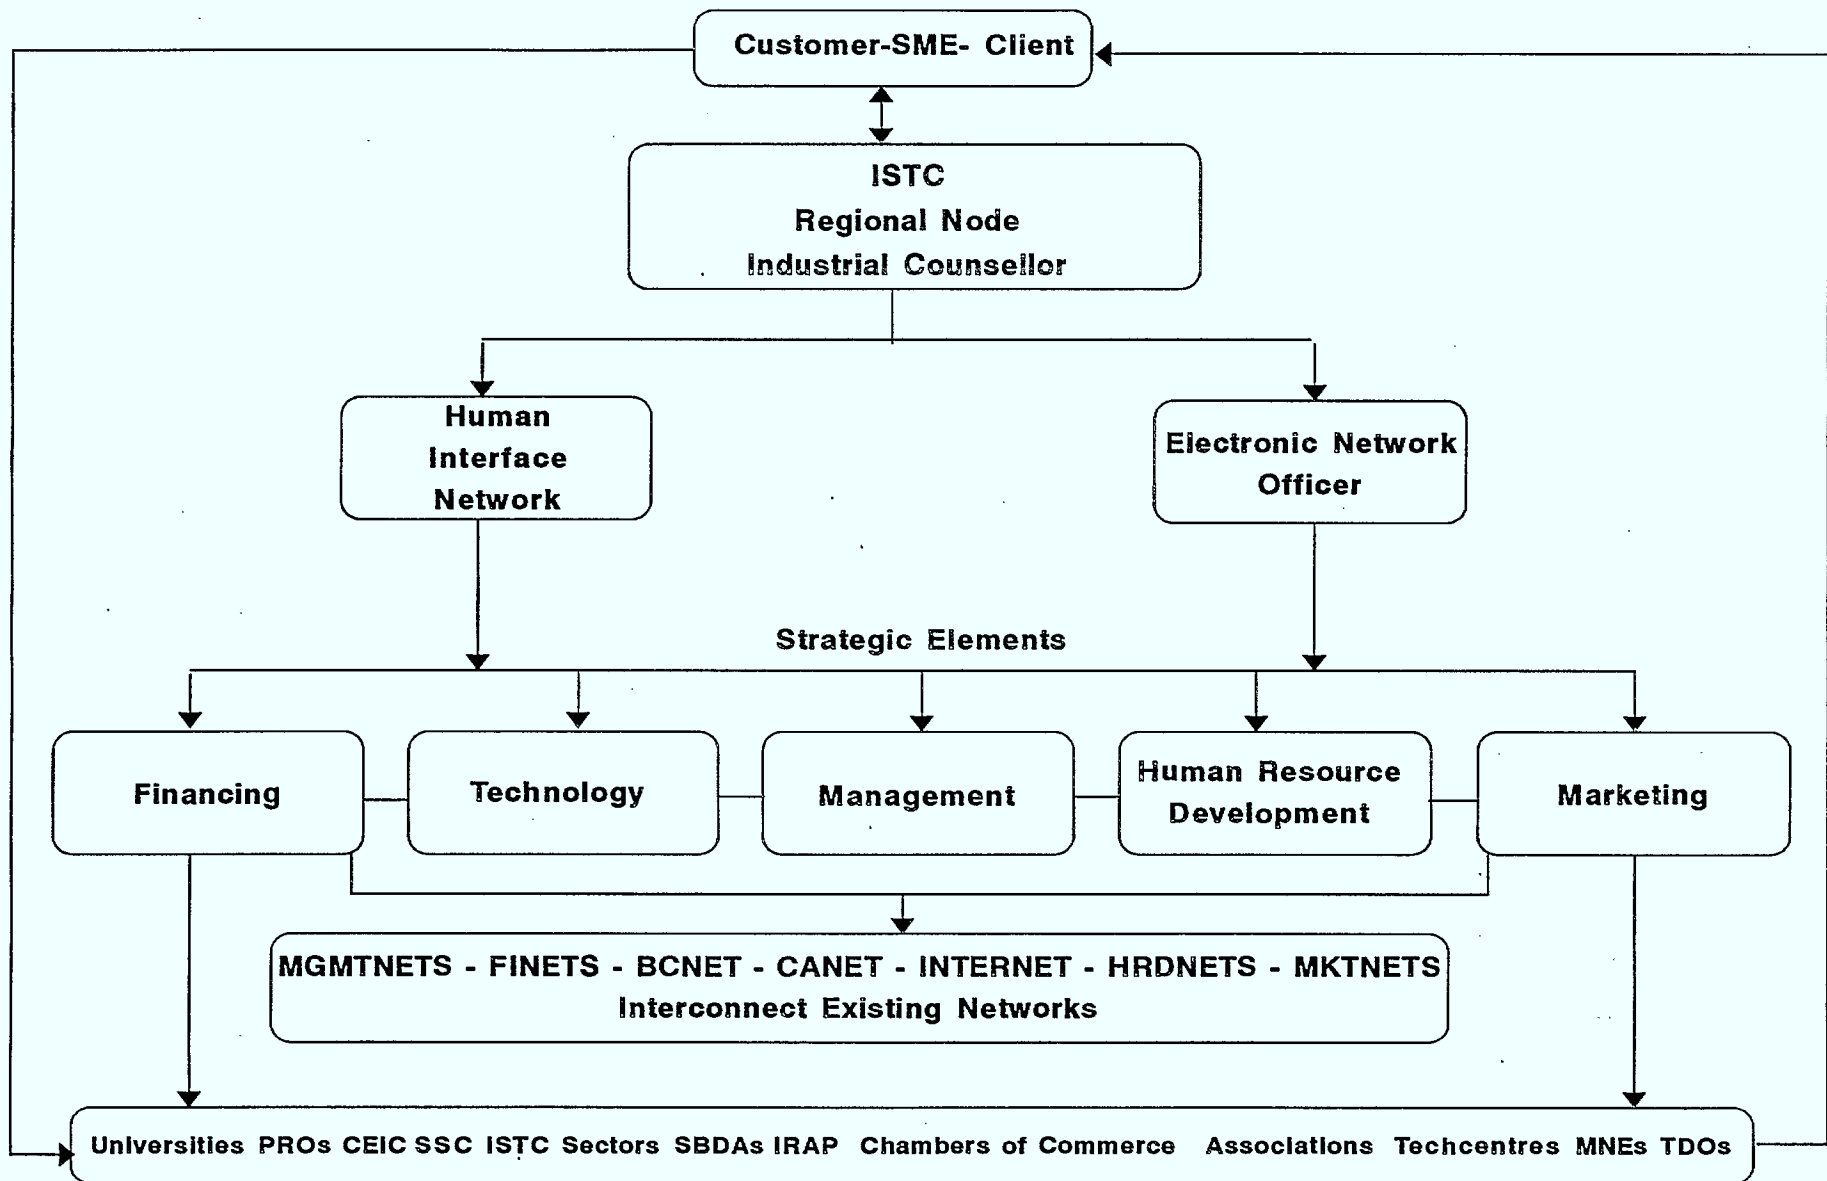 Customer-SME- Client
ISTC
Regional Node
Industrial Counsellor
Human
Interface
Network
Electronic Network
Officer
Strategic Elements
Financing
Technology
Management
Human Resource
Development
Marketing
MGMTNETS - FINETS - BCNET - CANET - INTERNET - HRDNETS - MKTNETS
Interconnect Existing Networks
Universities PROs CEIC SSC ISTC Sectors SBDAs IRAP Chambers of Commerce Associations Techcentres MNEs TDOs